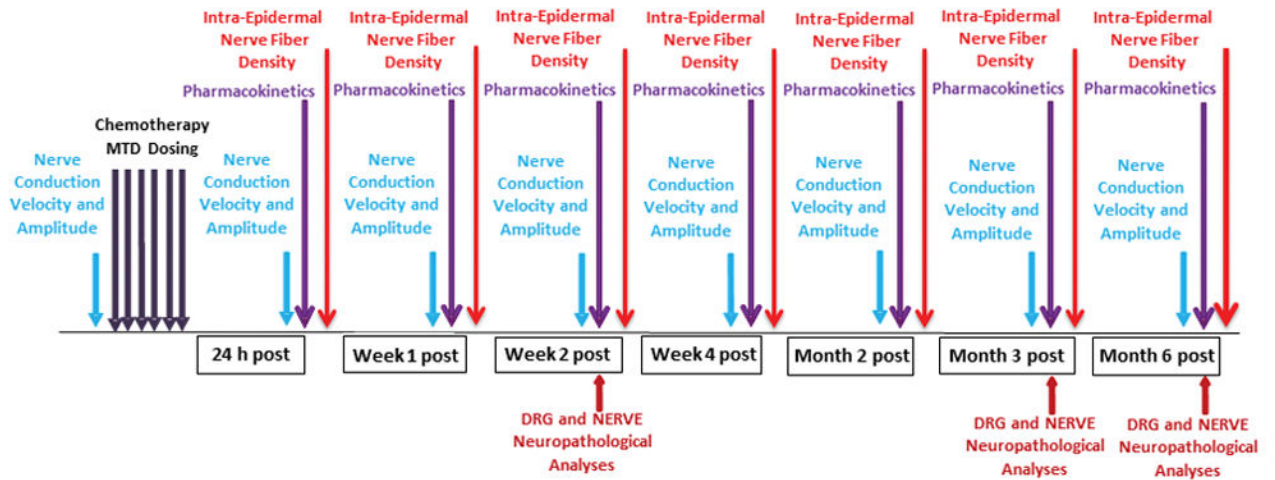 Intra-Epidermal
Nerve Fiber
Density
Intra-Epidermal
Nerve Fiber
Density
Intra-Epidermal
Nerve Fiber
Density
Intra-Epidermal
Nerve Fiber
Density
Intra-Epidermal
Nerve Fiber
Density
Intra-Epidermal
Nerve Fiber
Density
Intra-Epidermal
Nerve Fiber
Density
Pharmacokinetics
Pharmacokinetics
Pharmacokinetics
Pharmacokinetics
Pharmacokinetics
Pharmacokinetics
Pharmacokinetics
Chemotherapy
MTD Dosing
Nerve
Conduction
Velocity and
Amplitude
Nerve
Conduction
Velocity and
Amplitude
Nerve
Conduction
Velocity and
Amplitude
Nerve
Conduction
Velocity and
Amplitude
Nerve
Conduction
Velocity and
Amplitude
Nerve
Conduction
Velocity and
Amplitude
Nerve
Conduction
Velocity and
Amplitude
Nerve
Conduction
Velocity and
Amplitude
24 h post
Week 1 post
Week 2 post
Week 4 post
Month 2 post
Month 3 post
Month 6 post
DRG and NERVE
Neuropathological
Analyses
DRG and NERVE
Neuropathological
Analyses
DRG and NERVE
Neuropathological
Analyses